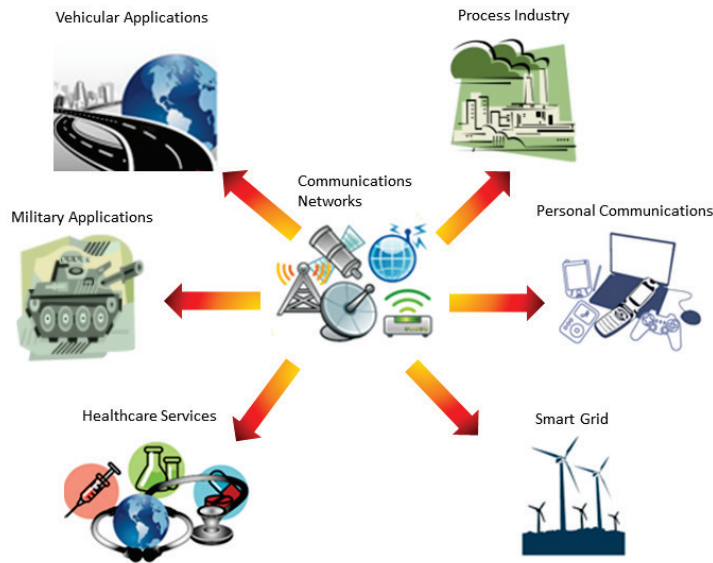 Vehicular Applications
Process Industry
Communications
Networks
Military Applications
Personal Communications
Healthcare Services
Smart Grid